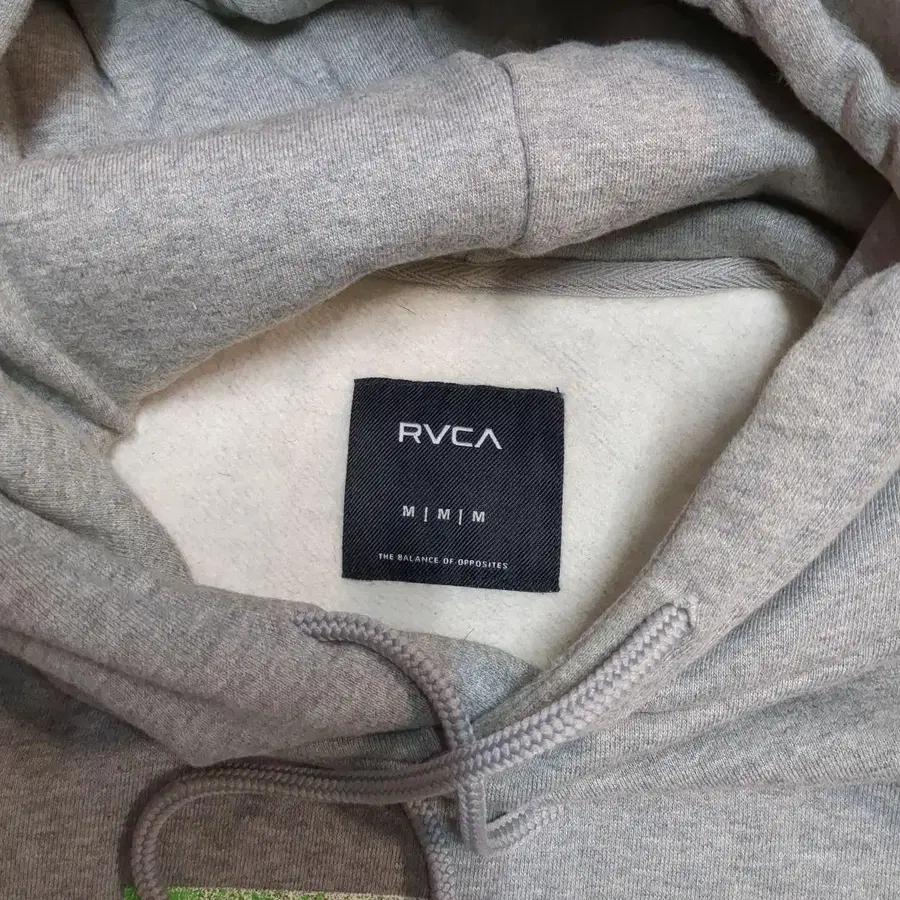 RVCA
M | M | M
THE BALANCE OF OPPOSITES